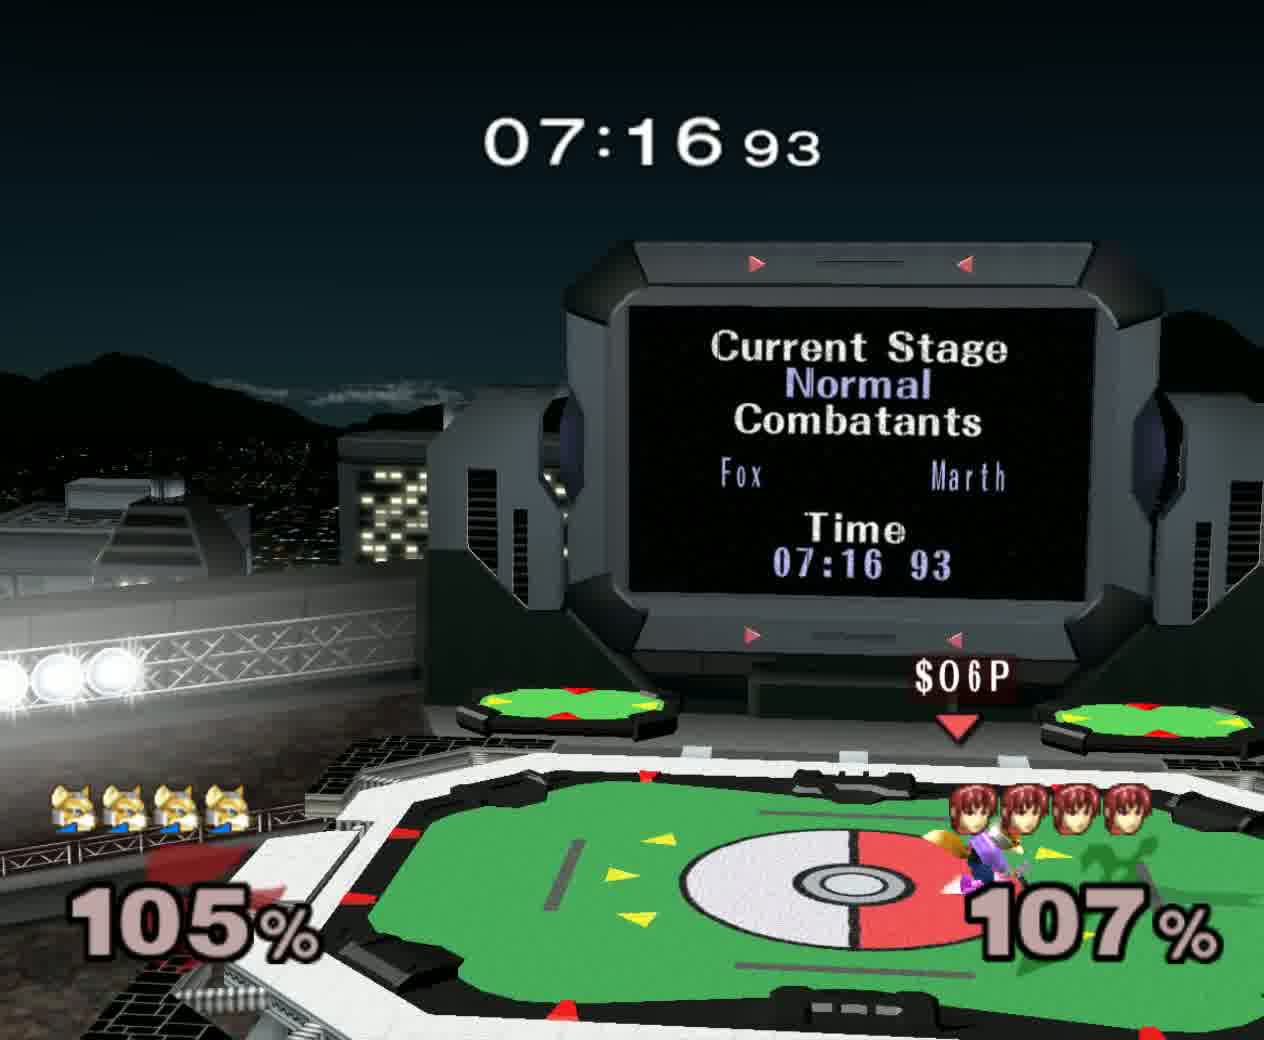 07:16 93
Current Stage
Normal
Combatants
Fox Marth
Time
07:16 93
$06P
105% 107%